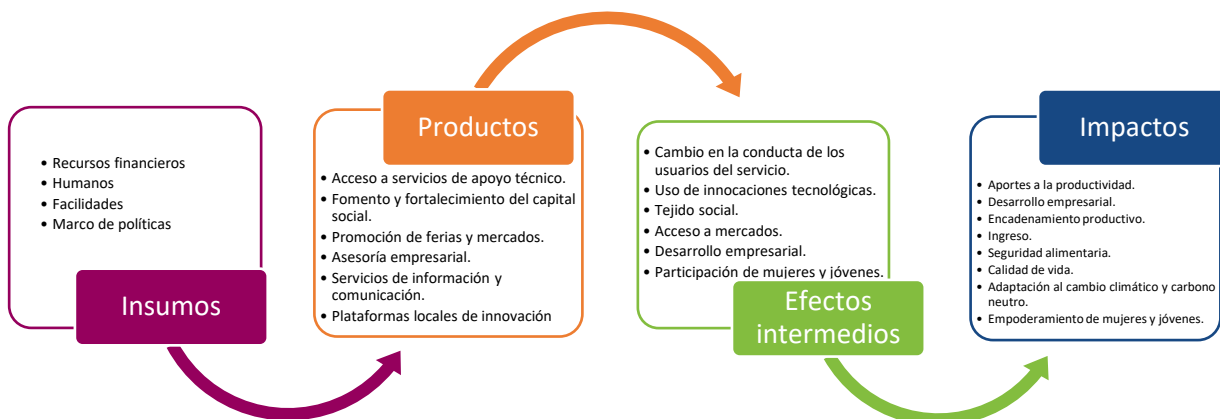 • Recursos financieros
• Humanos
• Facilidades
• Marco de políticas
Insumos
Productos
• Acceso a servicios de apoyo técnico.
• Fomento y fortalecimiento del capital
social.
• Promoción de ferias y mercados.
• Asesoría empresarial.
• Servicios de información y
comunicación.
• Plataformas locales de innovación
• Cambio en la conducta de los
usuarios del servicio.
• Uso de innocaciones tecnológicas.
• Tejido social.
• Acceso a mercados.
• Desarrollo empresarial.
• Participación de mujeres y jóvenes.
Efectos
intermedios
Impactos
• Aportes a la productividad.
• Desarrollo empresarial.
• Encadenamiento productivo.
• Ingreso.
• Seguridad alimentaria.
• Calidad de vida.
• Adaptación al cambio climático y carbono
neutro.
• Empoderamiento de mujeres y jóvenes.